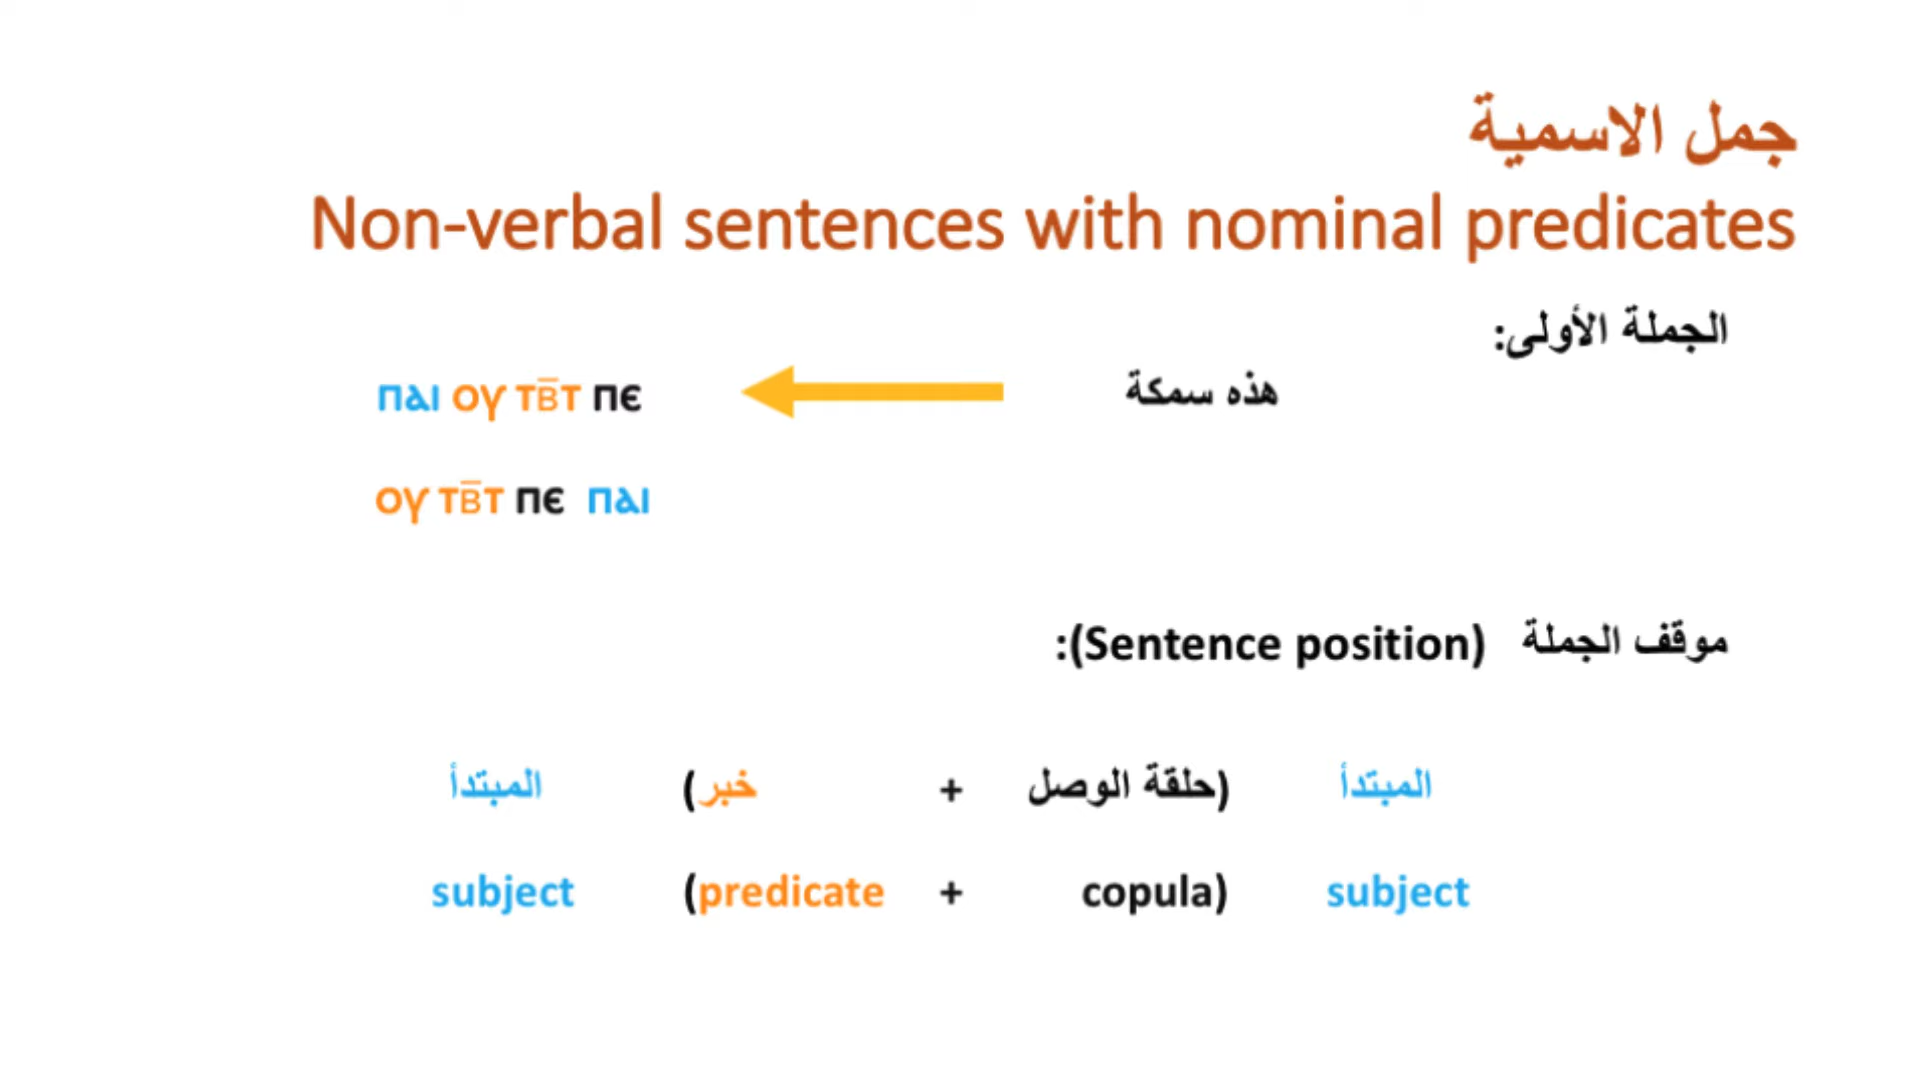 جمل الاسمية
Non-verbal sentences with nominal predicates
الجملة الأولى:
هذه سمكة ⲡⲁⲓ ⲟⲩ ⲧⲃ̅ⲧ ⲡⲉ
ⲟⲩ ⲧⲃ̅ⲧ ⲡⲉ ⲡⲁⲓ
موقف الجملة (Sentence position):
المبتدأ (حلقة الوصل + خبر) المبتدأ
subject (predicate + copula) subject